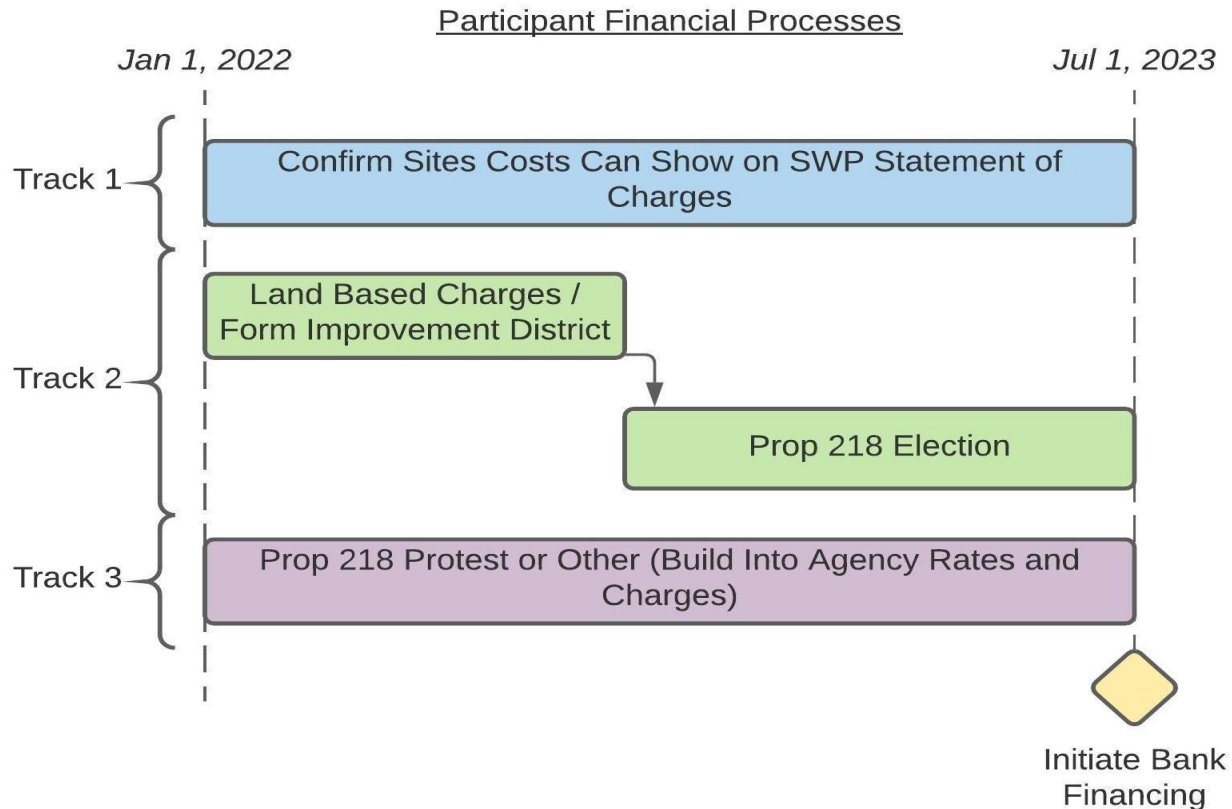 Participant Financial Processes
Jan 1, 2022
Jul 1, 2023
Track 1
Confirm Sites Costs Can Show on SWP Statement of
Charges
Track 2
Land Based Charges /
Form Improvement District
Prop 218 Election
Track 3
Prop 218 Protest or Other (Build Into Agency Rates and
Charges)
Initiate Bank
Financing